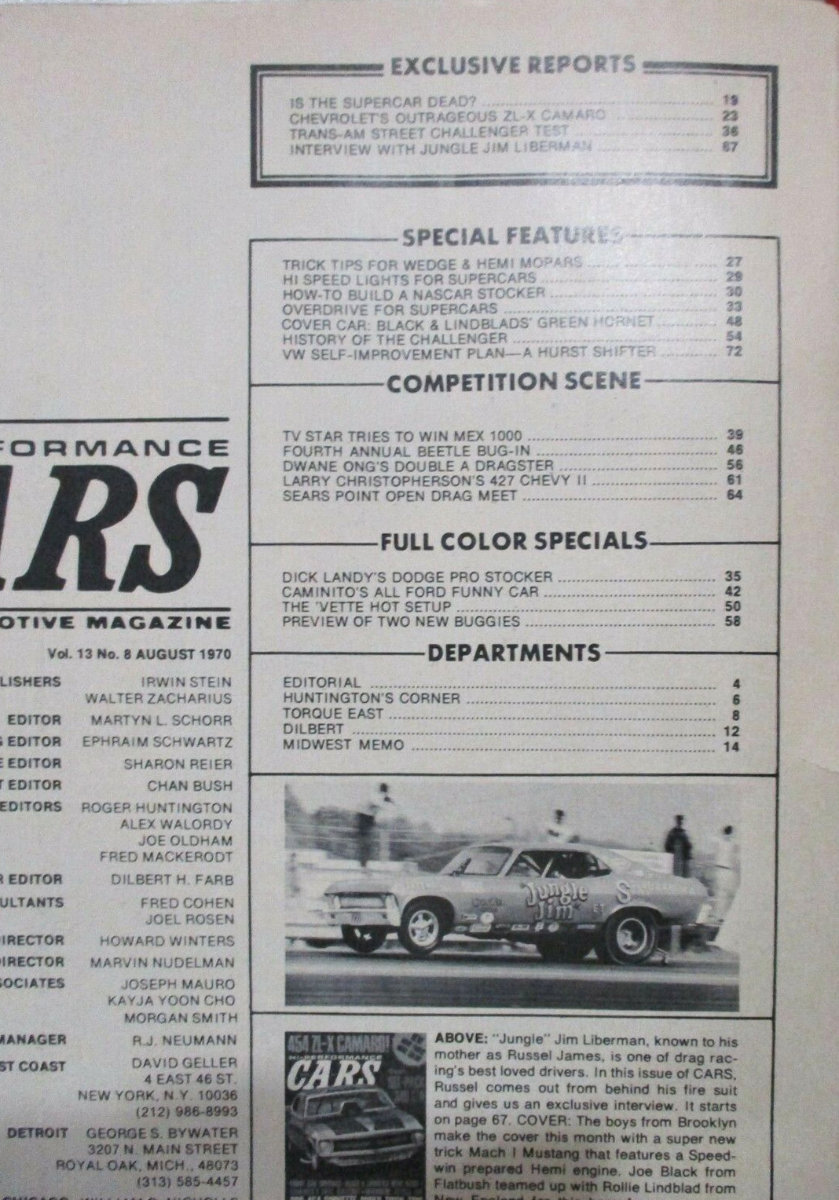 EXCLUSIVE REPORTS
IS THE SUPERCAR DEAD? 19
CHEVROLET'S OUTRAGEOUS ZL-X CAMARO 23
TRANS-AM STREET CHALLENGER TEST 36
INTERVIEW WITH JUNGLE JIM LIBERMAN 67
SPECIAL FEATURES
TRICK TIPS FOR WEDGE & HEMI MOPARS 27
HI SPEED LIGHTS FOR SUPERCARS 29
HOW-TO BUILD A NASCAR STOCKER 30
OVERDRIVE FOR SUPERCARS 33
COVER CAR: BLACK & LINDBLADS' GREEN HORNET 48
HISTORY OF THE CHALLENGER 54
VW SELF-IMPROVEMENT PLAN—A HURST SHIFTER 72
COMPETITION SCENE
TV STAR TRIES TO WIN MEX 1000 39
FOURTH ANNUAL BEETLE BUG-IN 46
DWANE ONG'S DOUBLE A DRAGSTER 56
LARRY CHRISTOPHERSON'S 427 CHEVY II 61
SEARS POINT OPEN DRAG MEET 64
FULL COLOR SPECIALS
DICK LANDY'S DODGE PRO STOCKER 35
CAMINITO'S ALL FORD FUNNY CAR 42
THE 'VETTE HOT SETUP 50
PREVIEW OF TWO NEW BUGGIES 58
DEPARTMENTS
EDITORIAL 4
HUNTINGTON'S CORNER 6
TORQUE EAST 8
DILBERT 12
MIDWEST MEMO 14
FORMANCE
ARS
OTIVE MAGAZINE
Vol. 13 No. 8 AUGUST 1970
LISHERS IRWIN STEIN
WALTER ZACHARIUS
EDITOR MARTYN L. SCHORR
G EDITOR EPHRAIM SCHWARTZ
E EDITOR SHARON REIER
T EDITOR CHAN BUSH
EDITORS ROGER HUNTINGTON
ALEX WALORDY
JOE OLDHAM
FRED MACKERODT
R EDITOR DILBERT H. FARB
ULTANTS FRED COHEN
JOEL ROSEN
DIRECTOR HOWARD WINTERS
DIRECTOR MARVIN NUDELMAN
SOCIATES JOSEPH MAURO
KAYJA YOON CHO
MORGAN SMITH
MANAGER R.J. NEUMANN
ST COAST DAVID GELLER
4 EAST 46 ST.
NEW YORK, N.Y. 10036
(212) 986-8993
DETROIT GEORGE S. BYWATER
3207 N. MAIN STREET
ROYAL OAK, MICH., 48073
(313) 585-4457
Jungle
Jim
454 ZL-X CAMARO!
HI-PERFORMANCE
CARS
ABOVE: "Jungle" Jim Liberman, known to his
mother as Russel James, is one of drag rac-
ing's best loved drivers. In this issue of CARS,
Russel comes out from behind his fire suit
and gives us an exclusive interview. It starts
on page 67. COVER: The boys from Brooklyn
make the cover this month with a super new
trick Mach I Mustang that features a Speed-
win prepared Hemi engine. Joe Black from
Flatbush teamed up with Rollie Lindblad from
New England for this